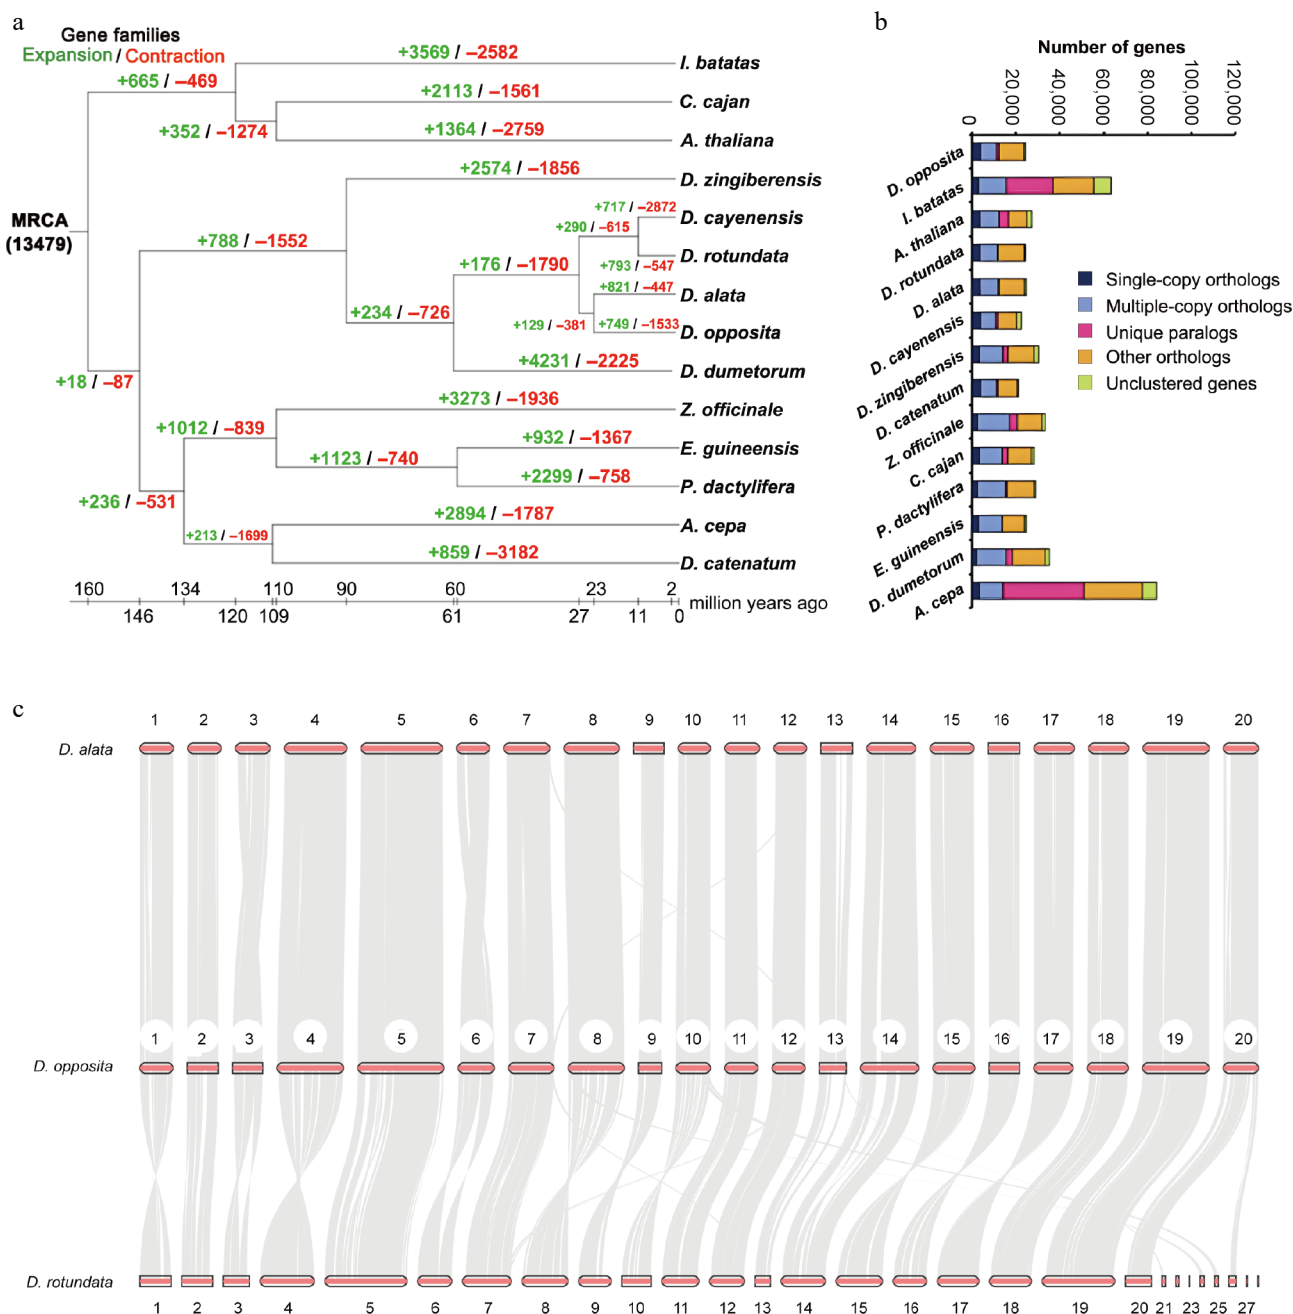 a
Gene families
Expansion / Contraction
+3569 / −2582
I. batatas
+665 / −469
+2113 / −1561
C. cajan
+352 / −1274
+1364 / −2759
A. thaliana
+2574 / −1856
D. zingiberensis
+717 / −2872
D. cayenensis
MRCA
(13479)
+290 / −615
+788 / −1552
D. rotundata
+176 / −1790
+793 / −547
+821 / −447
D. alata
+234 / −726
+129 / −381
+749 / −1533
D. opposita
+4231 / −2225
D. dumetorum
+18 / −87
+3273 / −1936
Z. officinale
+1012 / −839
+932 / −1367
E. guineensis
+1123 / −740
+2299 / −758
P. dactylifera
+236 / −531
+2894 / −1787
A. cepa
+213 / −1699
+859 / −3182
D. catenatum
160 134 110 90 60 23 2
million years ago
146 120 109 61 27 11 0
b
Number of genes
0 20,000 40,000 60,000 80,000 100,000 120,000
D. opposita
I. batatas
A. thaliana
D. rotundata
D. alata
D. cayenensis
D. zingiberensis
D. catenatum
Z. officinale
C. cajan
P. dactylifera
E. guineensis
D. dumetorum
A. cepa
Single-copy orthologs
Multiple-copy orthologs
Unique paralogs
Other orthologs
Unclustered genes
c
1 2 3 4 5 6 7 8 9 10 11 12 13 14 15 16 17 18 19 20
D. alata
1 2 3 4 5 6 7 8 9 10 11 12 13 14 15 16 17 18 19 20
D. opposita
D. rotundata
1 2 3 4 5 6 7 8 9 10 11 12 13 14 15 16 17 18 19 20 21 23 25 27